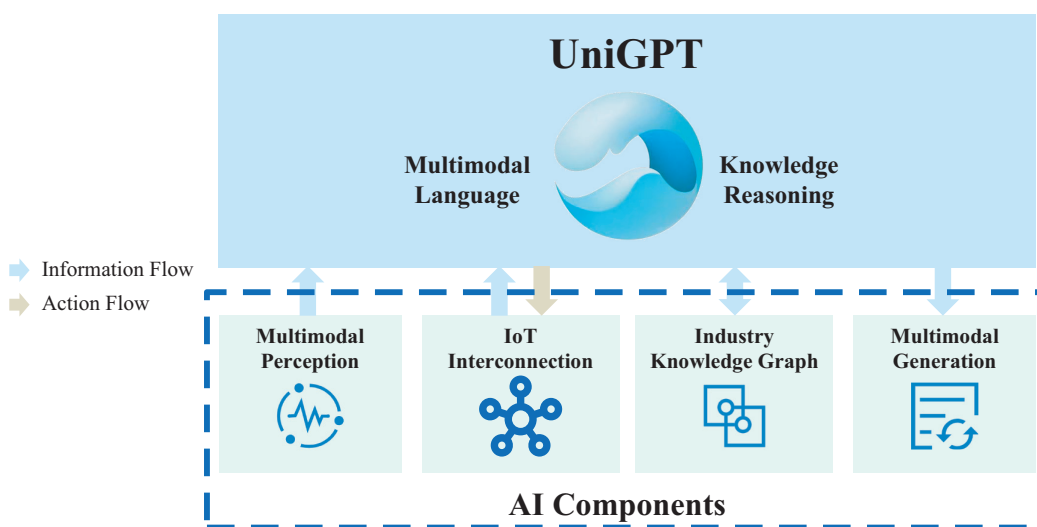 UniGPT
Multimodal
Language
Knowledge
Reasoning
Information Flow
Action Flow
Multimodal
Perception
IoT
Interconnection
Industry
Knowledge Graph
Multimodal
Generation
AI Components